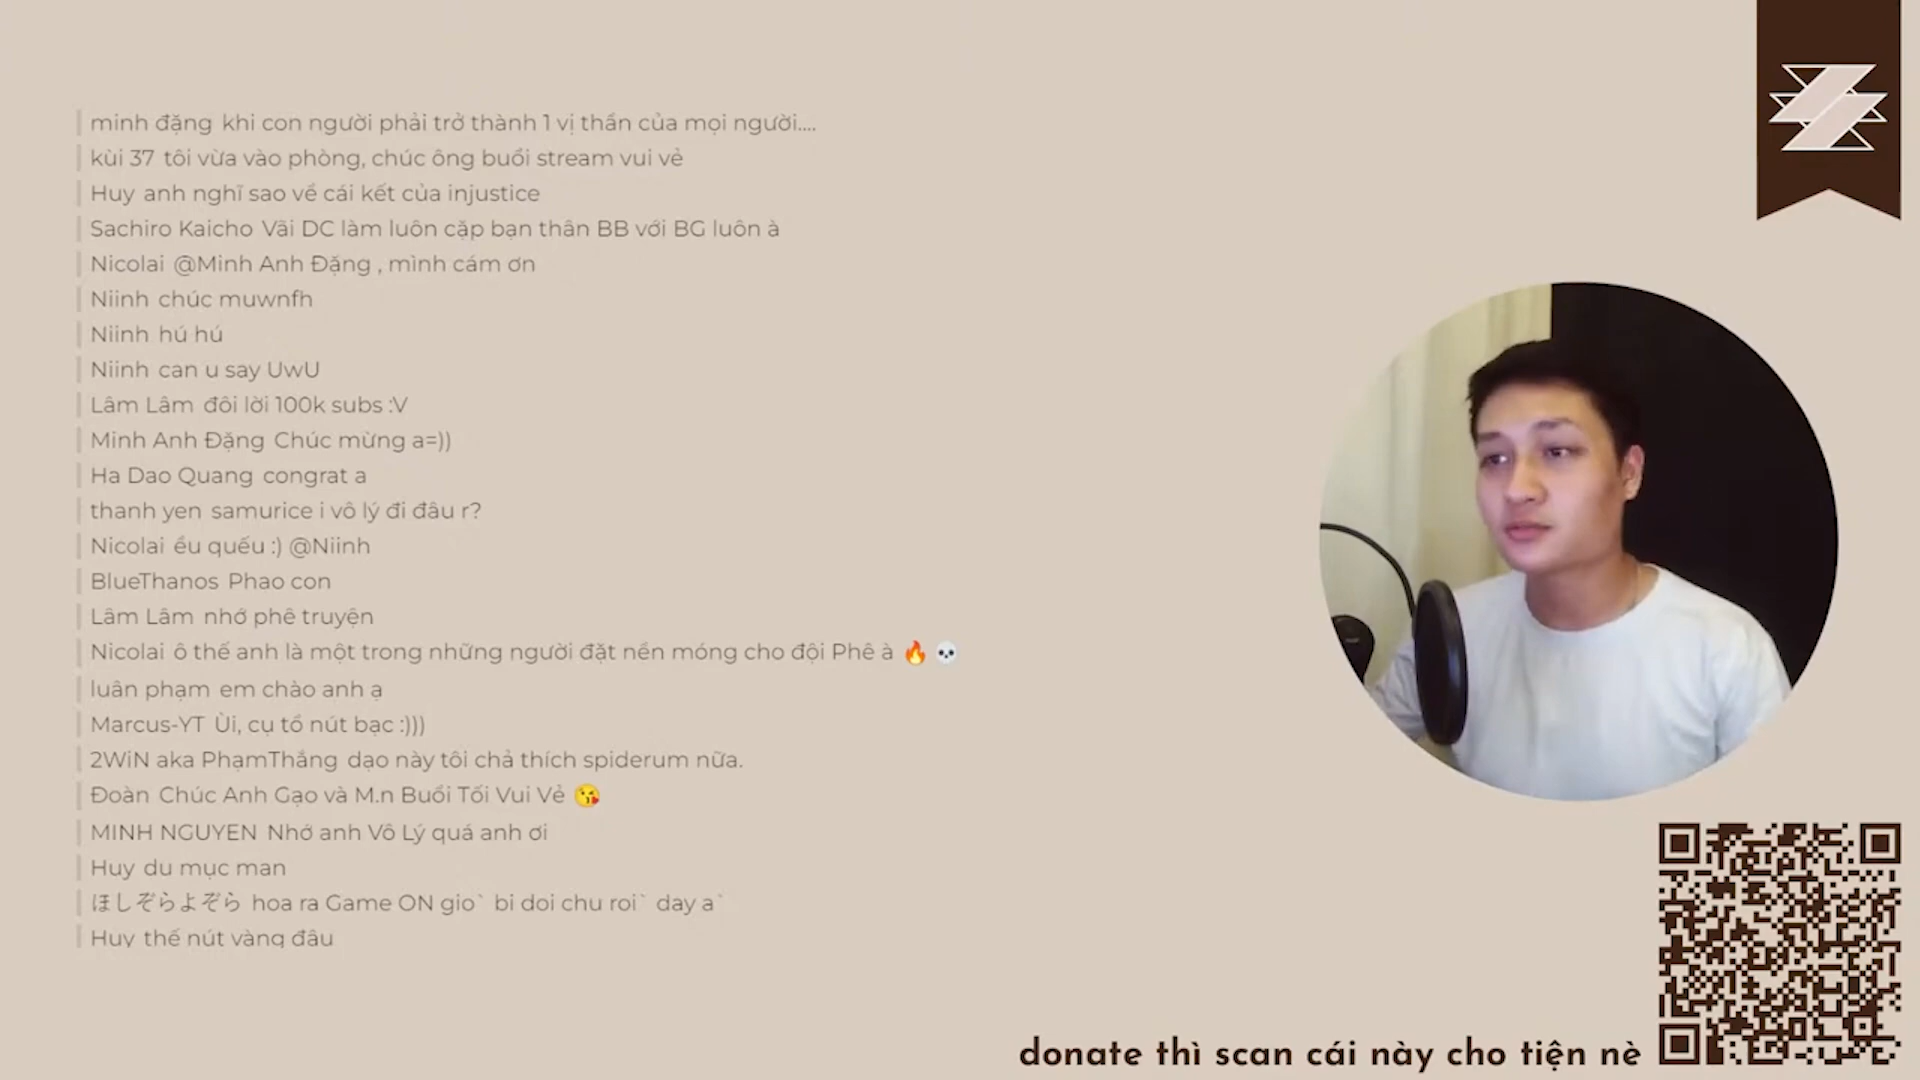 minh đặng khi con người phải trở thành 1 vị thần của mọi người....
kùi 37 tôi vừa vào phòng, chúc ông buổi stream vui vẻ
Huy anh nghĩ sao về cái kết của injustice
Sachiro Kaicho Vãi DC làm luôn cặp bạn thân BB với BG luôn à
Nicolai @Minh Anh Đặng , mình cám ơn
Niinh chúc muwnfh
Niinh hú hú
Niinh can u say UwU
Lâm Lâm đôi lời 100k subs :V
Minh Anh Đặng Chúc mừng a=))
Ha Dao Quang congrat a
thanh yen samurice i vô lý đi đâu r?
Nicolai ều quếu :) @Niinh
BlueThanos Phao con
Lâm Lâm nhớ phê truyện
Nicolai ô thế anh là một trong những người đặt nền móng cho đội Phê à 🔥 💀
luân phạm em chào anh ạ
Marcus-YT Ùi, cụ tổ nút bạc :)))
2WiN aka PhạmThắng dạo này tôi chả thích spiderum nữa.
Đoàn Chúc Anh Gạo và M.n Buổi Tối Vui Vẻ 😘
MINH NGUYEN Nhớ anh Vô Lý quá anh ơi
Huy du mục man
ほしぞらよぞら hoa ra Game ON gio` bi doi chu roi` day a`
Huy thế nút vàng đâu
donate thì scan cái này cho tiện nè